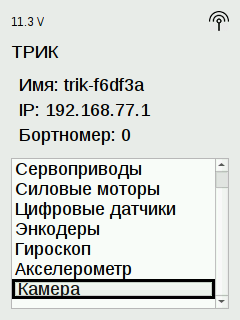 11.3 V
ТРИК
Имя: trik-f6df3a
IP: 192.168.77.1
Бортномер: 0
Сервоприводы
Силовые моторы
Цифровые датчики
Энкодеры
Гироскоп
Акселерометр
Камера